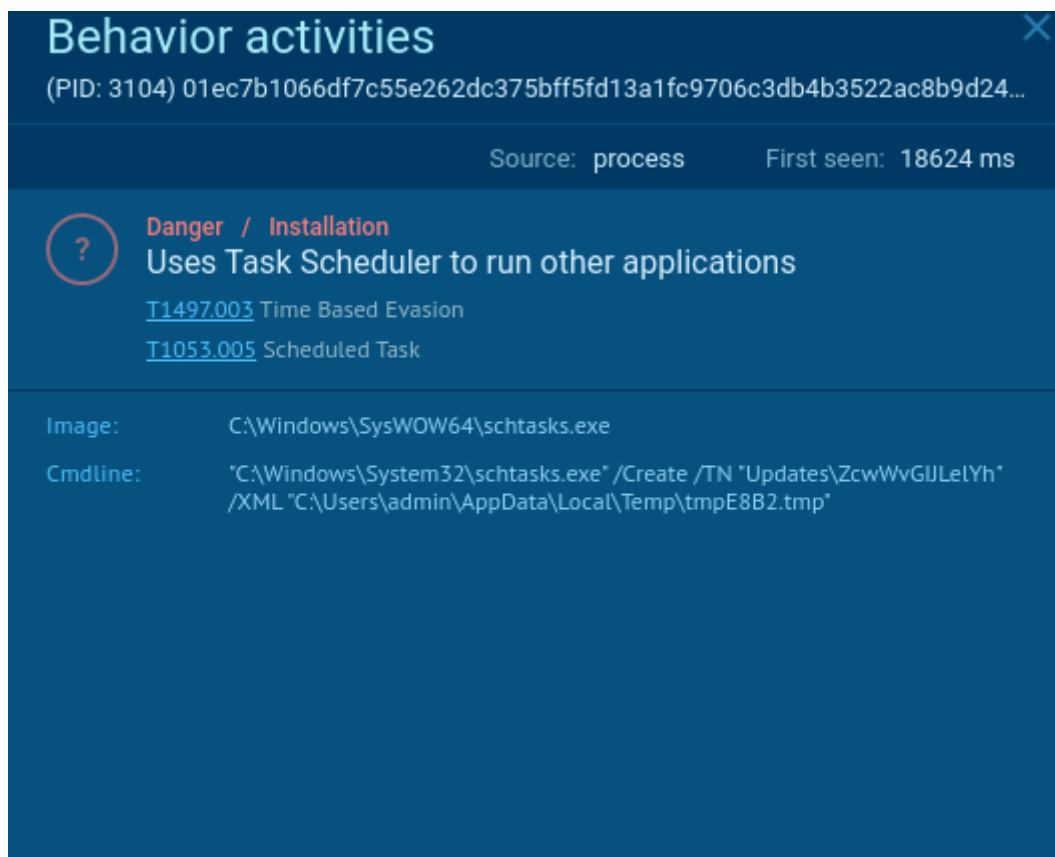 Behavior activities
(PID: 3104) 01ec7b1066df7c55e262dc375bff5fd13a1fc9706c3db4b3522ac8b9d24...
Source: process First seen: 18624 ms
?
Danger / Installation
Uses Task Scheduler to run other applications
T1497.003 Time Based Evasion
T1053.005 Scheduled Task
Image: C:\Windows\SysWOW64\schtasks.exe
Cmdline: "C:\Windows\System32\schtasks.exe" /Create /TN "Updates\ZcwWvGlJLelYh"
/XML "C:\Users\admin\AppData\Local\Temp\tmpE8B2.tmp"